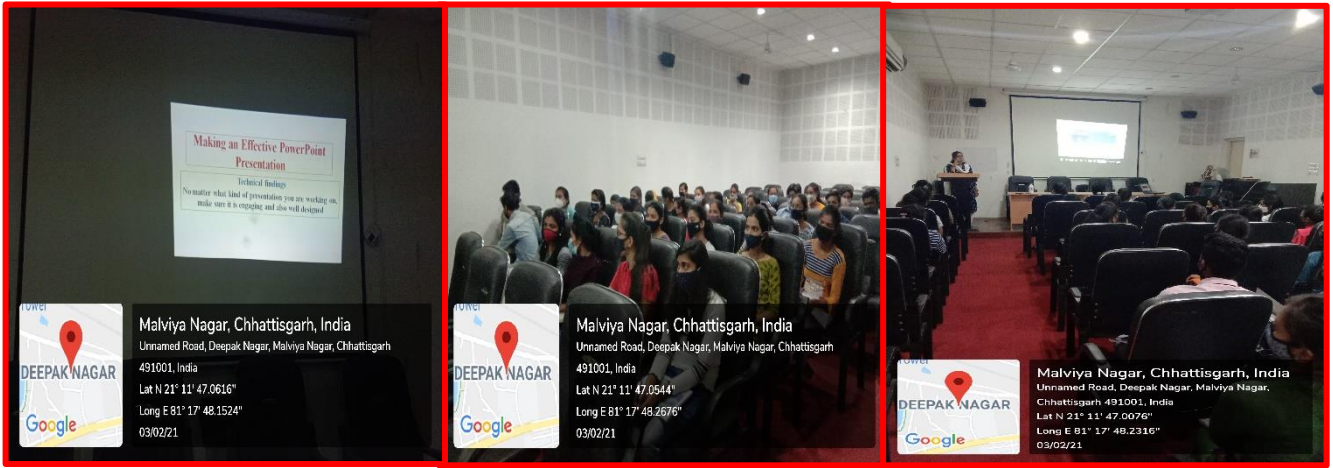 Making an Effective PowerPoint
Presentation
Technical findings
No matter what kind of presentation you are working on,
make sure it is engaging and also well designed
DEEPAK NAGAR
Google
Malviya Nagar, Chhattisgarh, India
Unnamed Road, Deepak Nagar, Malviya Nagar, Chhattisgarh
491001, India
Lat N 21° 11' 47.0616"
Long E 81° 17' 48.1524"
03/02/21
DEEPAK NAGAR
Google
Malviya Nagar, Chhattisgarh, India
Unnamed Road, Deepak Nagar, Malviya Nagar, Chhattisgarh
491001, India
Lat N 21° 11' 47.0544"
Long E 81° 17' 48.2676"
03/02/21
DEEPAK NAGAR
Google
Malviya Nagar, Chhattisgarh, India
Unnamed Road, Deepak Nagar, Malviya Nagar,
Chhattisgarh 491001, India
Lat N 21° 11' 47.0076"
Long E 81° 17' 48.2316"
03/02/21